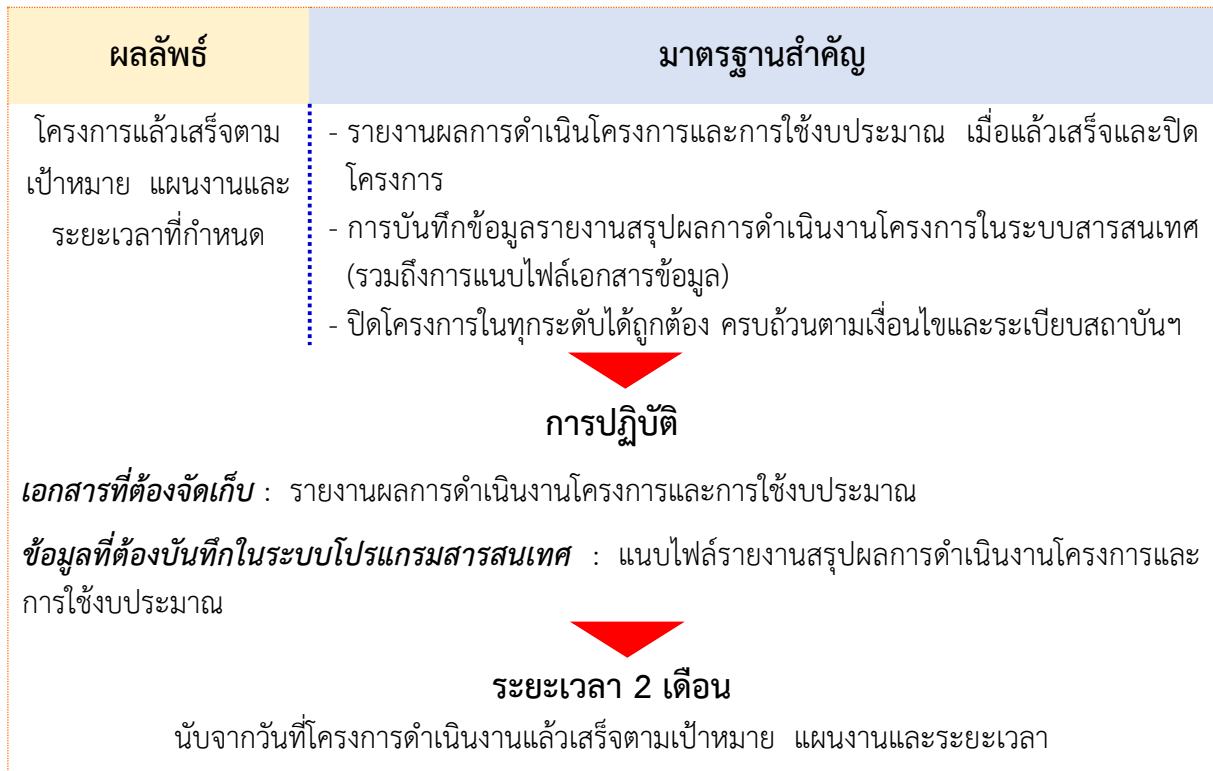 ผลลัพธ์
มาตรฐานสำคัญ
โครงการแล้วเสร็จตาม
เป้าหมาย แผนงานและ
ระยะเวลาที่กำหนด
- รายงานผลการดำเนินโครงการและการใช้งบประมาณ เมื่อแล้วเสร็จและปิด
โครงการ
- การบันทึกข้อมูลรายงานสรุปผลการดำเนินงานโครงการในระบบสารสนเทศ
(รวมถึงการแนบไฟล์เอกสารข้อมูล)
- ปิดโครงการในทุกระดับได้ถูกต้อง ครบถ้วนตามเงื่อนไขและระเบียบสถาบันฯ
การปฏิบัติ
เอกสารที่ต้องจัดเก็บ : รายงานผลการดำเนินงานโครงการและการใช้งบประมาณ
ข้อมูลที่ต้องบันทึกในระบบโปรแกรมสารสนเทศ : แนบไฟล์รายงานสรุปผลการดำเนินงานโครงการและ
การใช้งบประมาณ
ระยะเวลา 2 เดือน
นับจากวันที่โครงการดำเนินงานแล้วเสร็จตามเป้าหมาย แผนงานและระยะเวลา